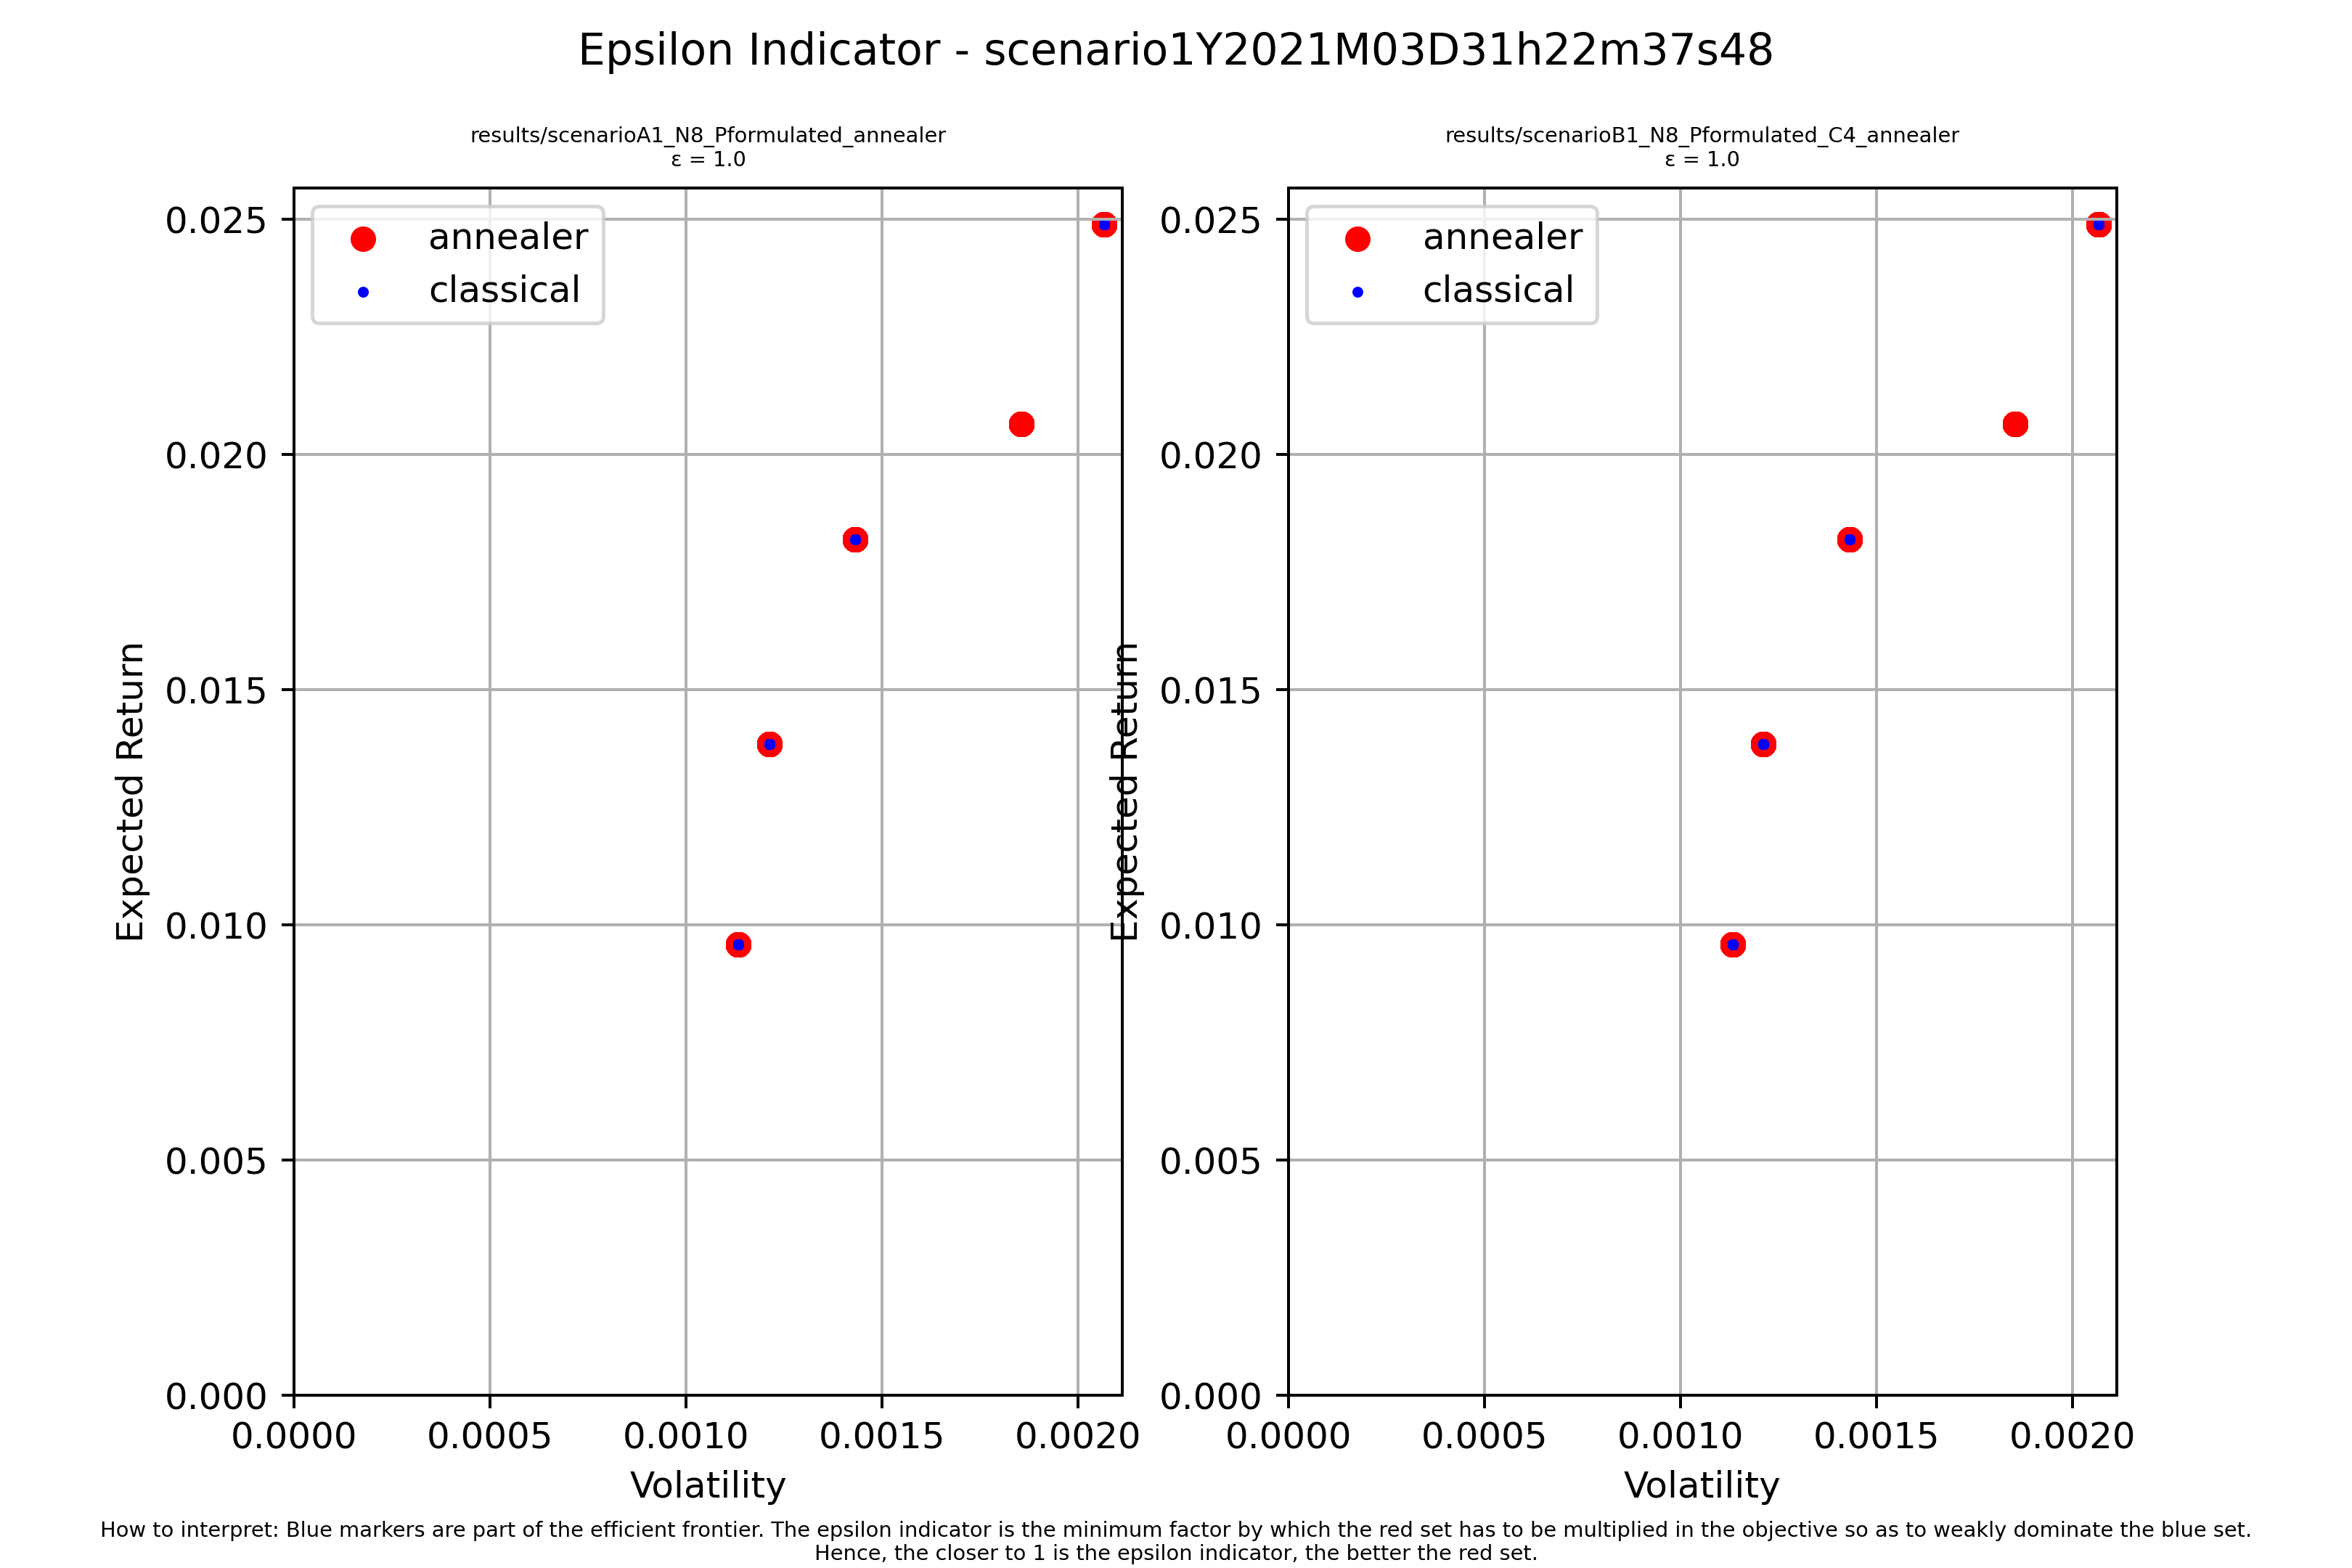 Epsilon Indicator - scenario1Y2021M03D31h22m37s48
results/scenarioA1_N8_Pformulated_annealer
ε = 1.0
annealer
classical
0.025
0.020
0.015
0.010
0.005
0.000
Expected Return
0.0000 0.0005 0.0010 0.0015 0.0020
Volatility
results/scenarioB1_N8_Pformulated_C4_annealer
ε = 1.0
annealer
classical
0.025
0.020
0.015
0.010
0.005
0.000
Expected Return
0.0000 0.0005 0.0010 0.0015 0.0020
Volatility
How to interpret: Blue markers are part of the efficient frontier. The epsilon indicator is the minimum factor by which the red set has to be multiplied in the objective so as to weakly dominate the blue set.
Hence, the closer to 1 is the epsilon indicator, the better the red set.